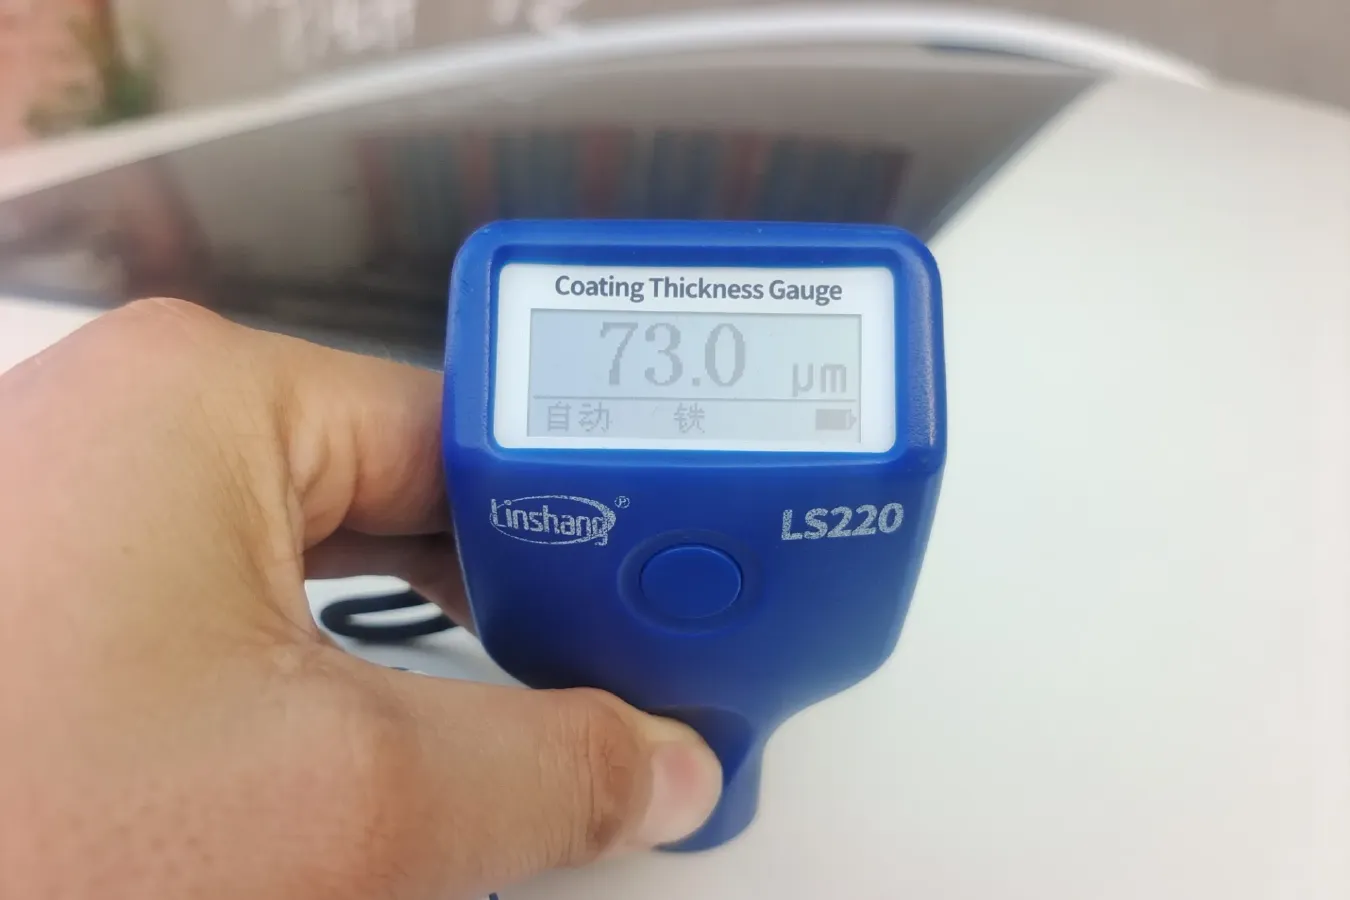 Coating Thickness Gauge
73.0 μm
自动 铁
Linshang®
LS220